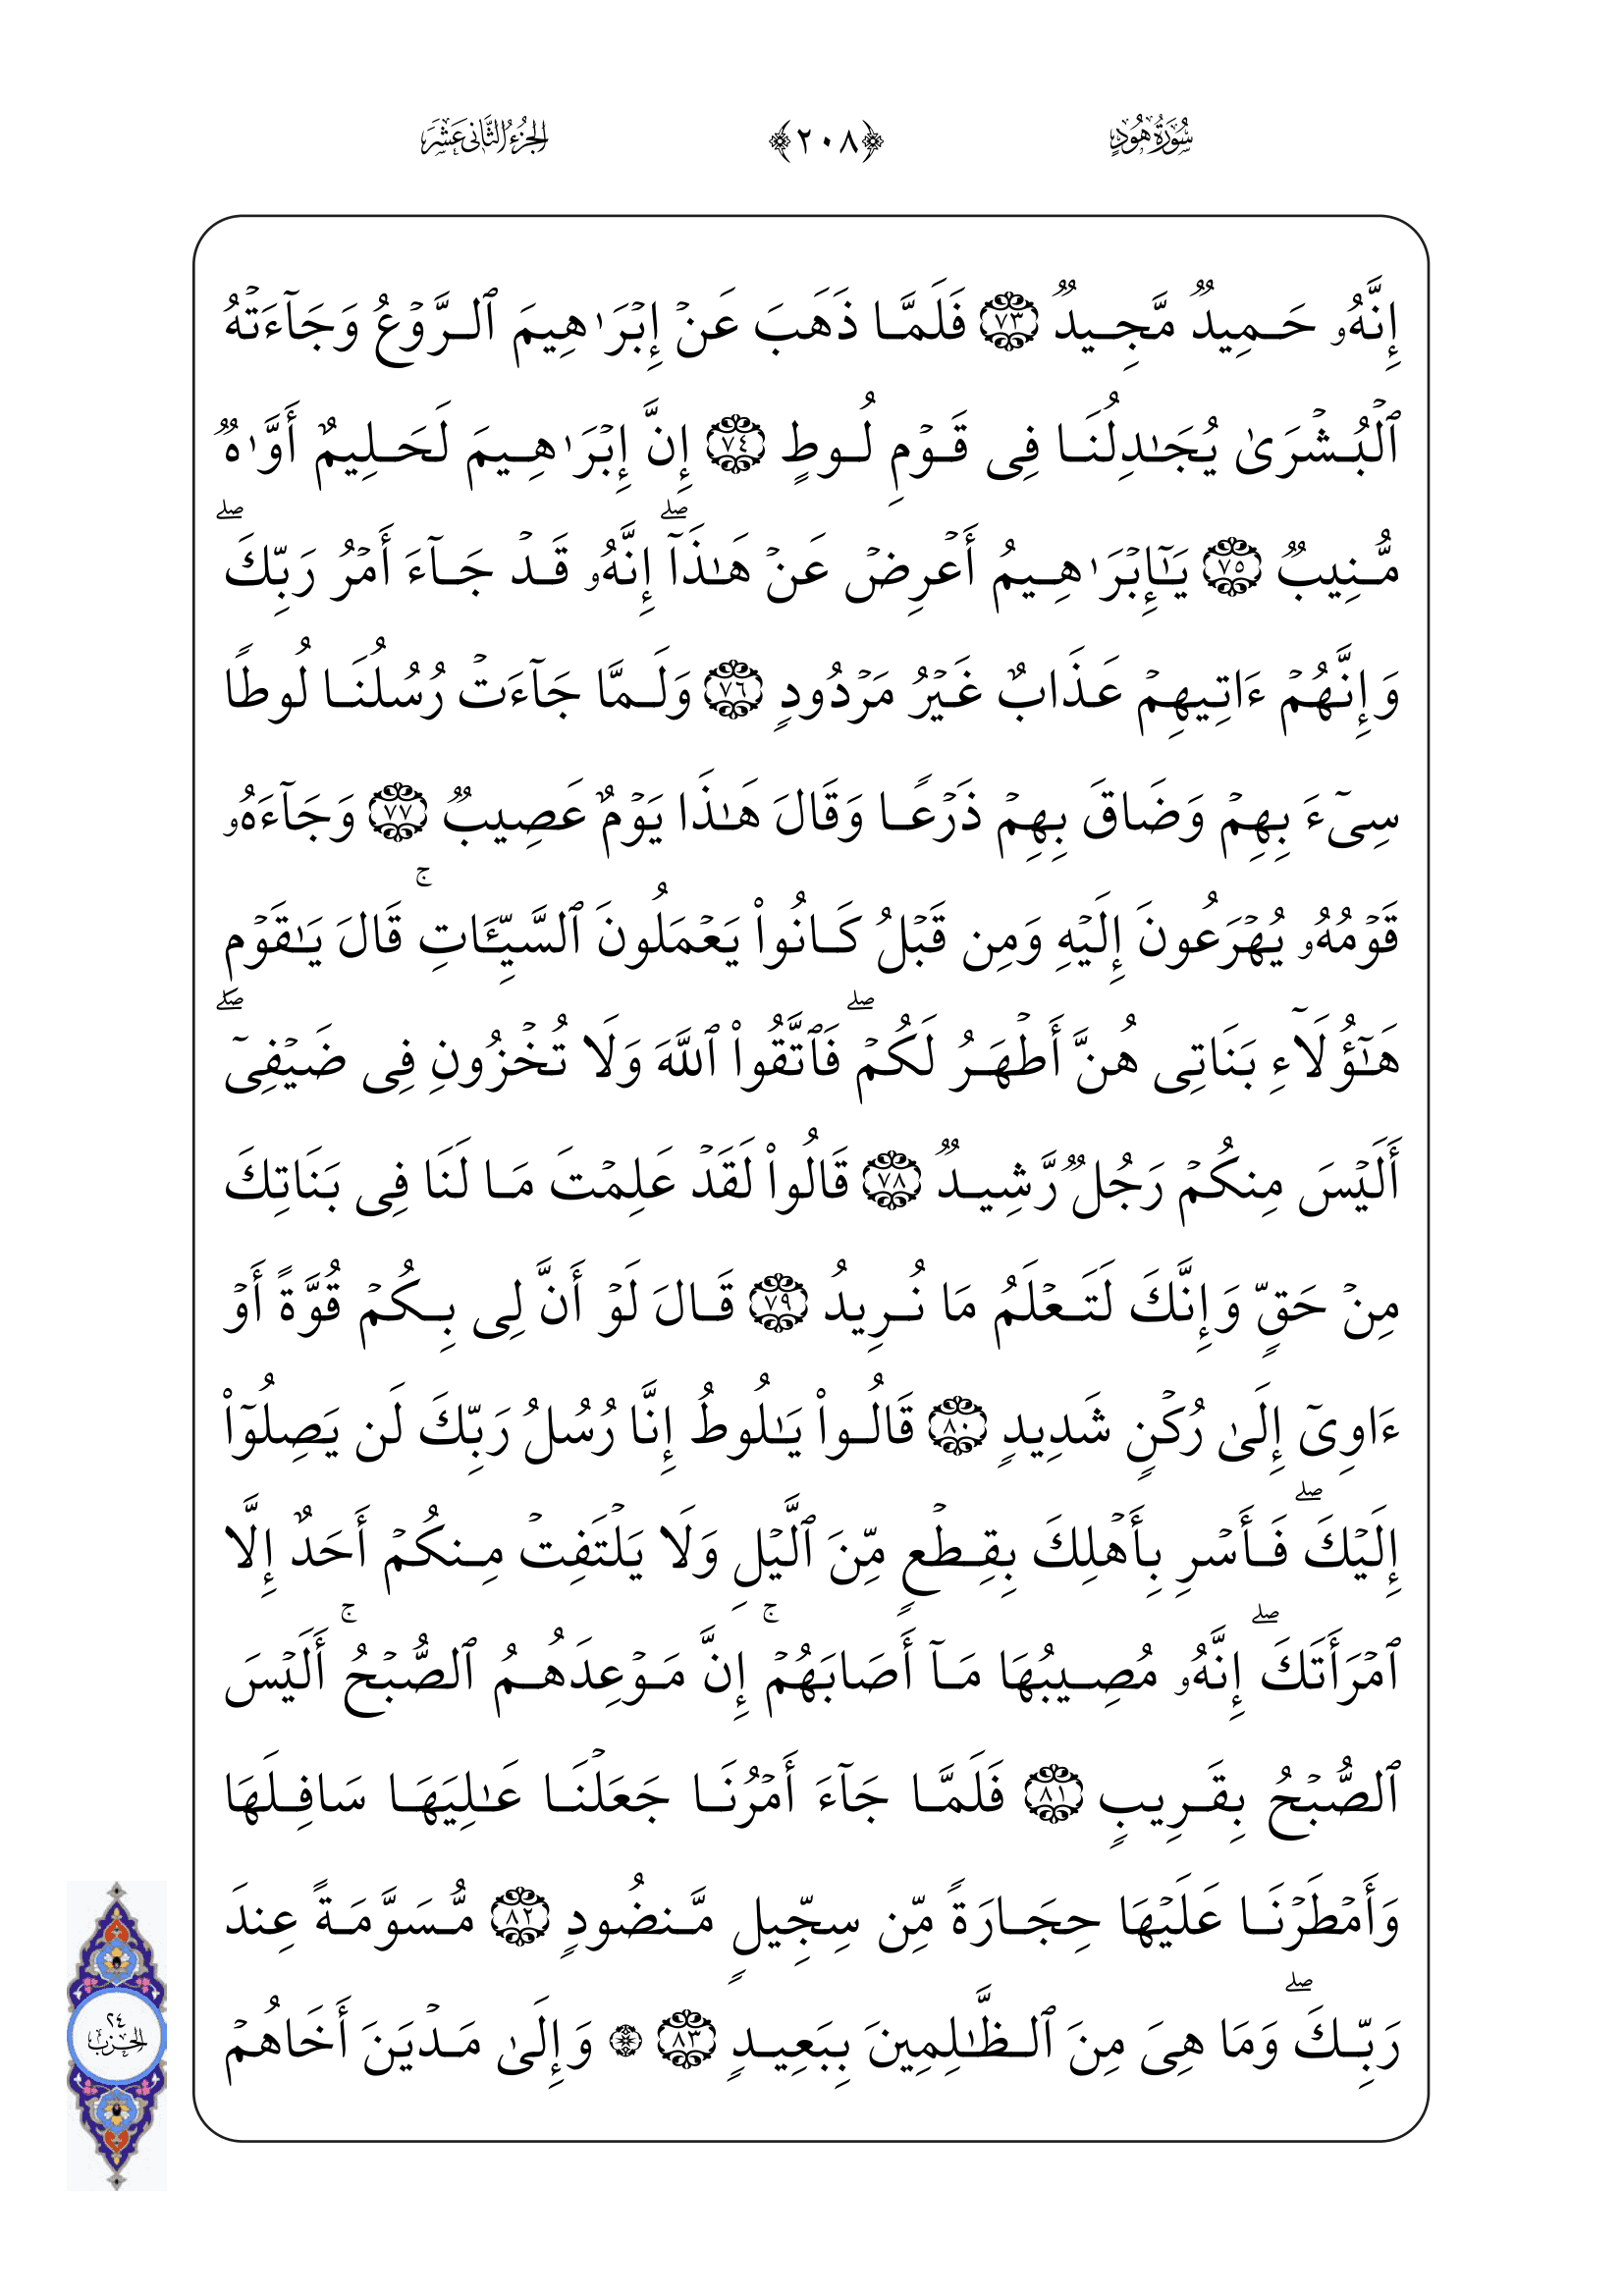 سُورَةُ هُودٍ ﴿٢٠٨﴾ الجُزْءُ الثَّانِي عَشَرَ
إِنَّهُۥ حَمِيدٌ مَّجِيدٌ ٧٣ فَلَمَّا ذَهَبَ عَنْ إِبْرَٰهِيمَ ٱلرَّوْعُ وَجَآءَتْهُ
ٱلْبُشْرَىٰ يُجَٰدِلُنَا فِى قَوْمِ لُوطٍ ٧٤ إِنَّ إِبْرَٰهِيمَ لَحَلِيمٌ أَوَّٰهٌ
مُّنِيبٌ ٧٥ يَٰٓإِبْرَٰهِيمُ أَعْرِضْ عَنْ هَٰذَآ ۖ إِنَّهُۥ قَدْ جَآءَ أَمْرُ رَبِّكَ ۖ
وَإِنَّهُمْ ءَاتِيهِمْ عَذَابٌ غَيْرُ مَرْدُودٍ ٧٦ وَلَمَّا جَآءَتْ رُسُلُنَا لُوطًا
سِىٓءَ بِهِمْ وَضَاقَ بِهِمْ ذَرْعًا وَقَالَ هَٰذَا يَوْمٌ عَصِيبٌ ٧٧ وَجَآءَهُۥ
قَوْمُهُۥ يُهْرَعُونَ إِلَيْهِ وَمِن قَبْلُ كَانُوا۟ يَعْمَلُونَ ٱلسَّيِّـَٔاتِ ۚ قَالَ يَٰقَوْمِ
هَٰٓؤُلَآءِ بَنَاتِى هُنَّ أَطْهَرُ لَكُمْ ۖ فَٱتَّقُوا۟ ٱللَّهَ وَلَا تُخْزُونِ فِى ضَيْفِىٓ ۖ
أَلَيْسَ مِنكُمْ رَجُلٌ رَّشِيدٌ ٧٨ قَالُوا۟ لَقَدْ عَلِمْتَ مَا لَنَا فِى بَنَاتِكَ
مِنْ حَقٍّ وَإِنَّكَ لَتَعْلَمُ مَا نُرِيدُ ٧٩ قَالَ لَوْ أَنَّ لِى بِكُمْ قُوَّةً أَوْ
ءَاوِىٓ إِلَىٰ رُكْنٍ شَدِيدٍ ٨٠ قَالُوا۟ يَٰلُوطُ إِنَّا رُسُلُ رَبِّكَ لَن يَصِلُوٓا۟
إِلَيْكَ ۖ فَأَسْرِ بِأَهْلِكَ بِقِطْعٍ مِّنَ ٱلَّيْلِ وَلَا يَلْتَفِتْ مِنكُمْ أَحَدٌ إِلَّا
ٱمْرَأَتَكَ ۖ إِنَّهُۥ مُصِيبُهَا مَآ أَصَابَهُمْ ۚ إِنَّ مَوْعِدَهُمُ ٱلصُّبْحُ ۚ أَلَيْسَ
ٱلصُّبْحُ بِقَرِيبٍ ٨١ فَلَمَّا جَآءَ أَمْرُنَا جَعَلْنَا عَٰلِيَهَا سَافِلَهَا
وَأَمْطَرْنَا عَلَيْهَا حِجَارَةً مِّن سِجِّيلٍ مَّنضُودٍ ٨٢ مُّسَوَّمَةً عِندَ
رَبِّكَ ۖ وَمَا هِىَ مِنَ ٱلظَّٰلِمِينَ بِبَعِيدٍ ٨٣ ۞ وَإِلَىٰ مَدْيَنَ أَخَاهُمْ
٢٤
الحزب